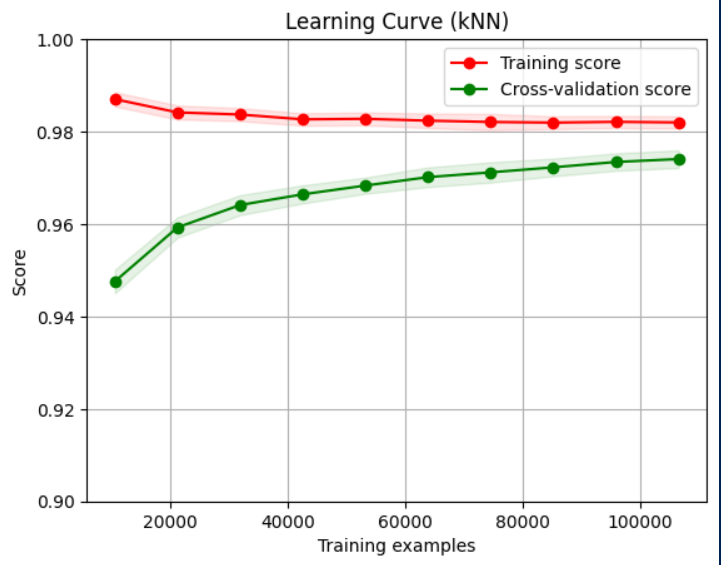 Learning Curve (kNN)
1.00
0.98
0.96
0.94
0.92
0.90
Score
Training score
Cross-validation score
20000 40000 60000 80000 100000
Training examples